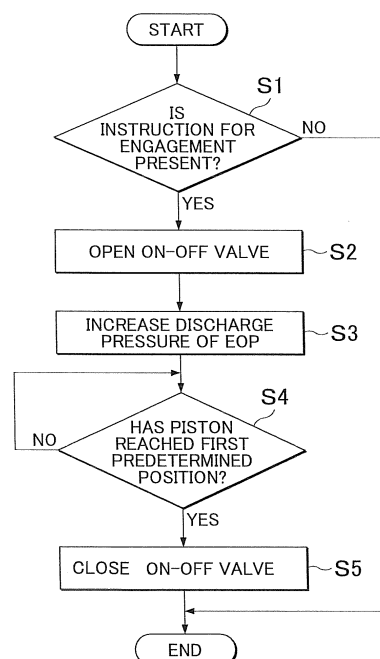 START
S1
IS
INSTRUCTION FOR
ENGAGEMENT
PRESENT?
NO
YES
OPEN ON-OFF VALVE
S2
INCREASE DISCHARGE
PRESSURE OF EOP
S3
S4
HAS PISTON
REACHED FIRST
PREDETERMINED
POSITION?
NO
YES
CLOSE ON-OFF VALVE
S5
END